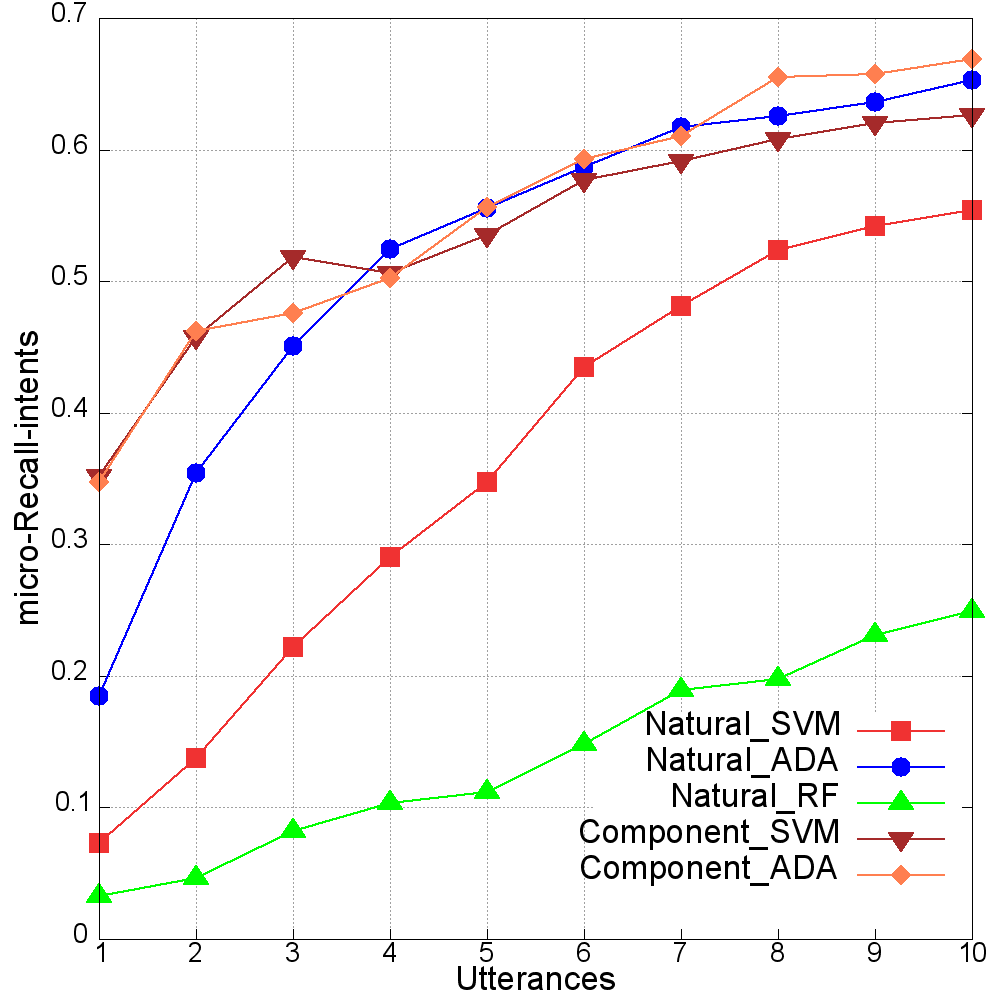 0.7
0.6
0.5
0.4
0.3
0.2
0.1
0
micro-Recall-intents
1 2 3 4 5 6 7 8 9 10
Utterances
Natural_SVM
Natural_ADA
Natural_RF
Component_SVM
Component_ADA